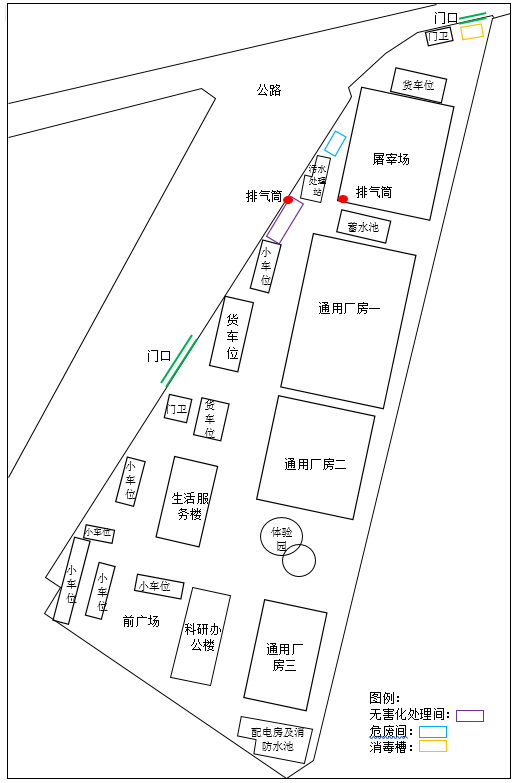 门口
门卫
货车位
公路
屠宰场
污水
处理
站
排气筒
排气筒
蓄水池
小
车
位
通用厂房一
货
车
位
门口
门卫
货
车
位
通用厂房二
小
车
位
生活服
务楼
体验
园
小车位
小
车
位
小
车
位
小车位
前广场
科研办
公楼
通用厂
房三
配电房及消
防水池
图例：
无害化处理间：
危废间：
消毒槽：